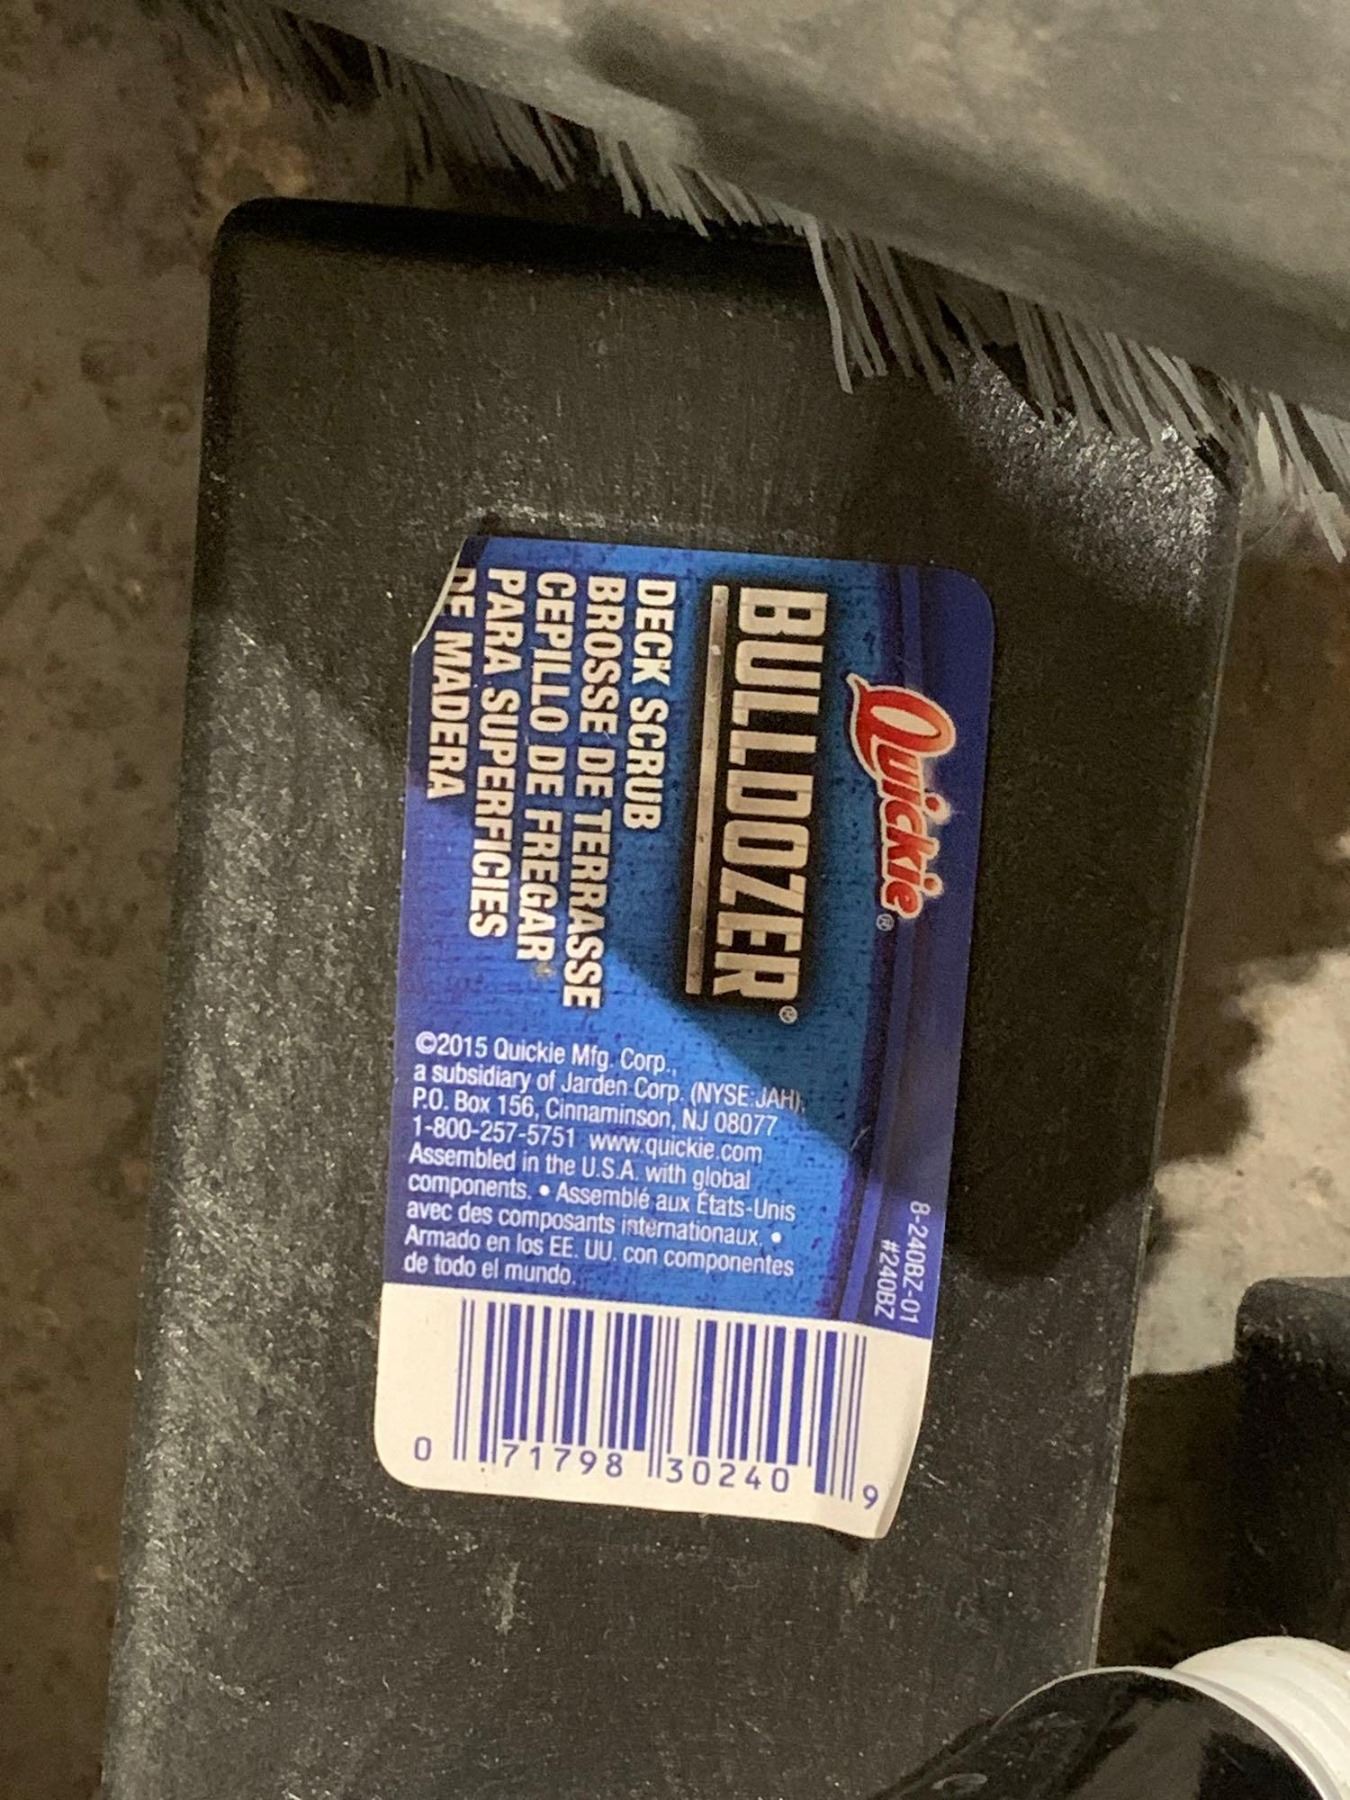 Quickie®
BULLDOZER®
DECK SCRUB
BROSSE DE TERRASSE
CEPILLO DE FREGAR
PARA SUPERFICIES
DE MADERA
8-240BZ-01
#240BZ
©2015 Quickie Mfg. Corp.,
a subsidiary of Jarden Corp. (NYSE:JAH),
P.O. Box 156, Cinnaminson, NJ 08077
1-800-257-5751 www.quickie.com
Assembled in the U.S.A. with global
components. • Assemblé aux États-Unis
avec des composants internationaux. •
Armado en los EE. UU. con componentes
de todo el mundo.
0 71798 30240 9